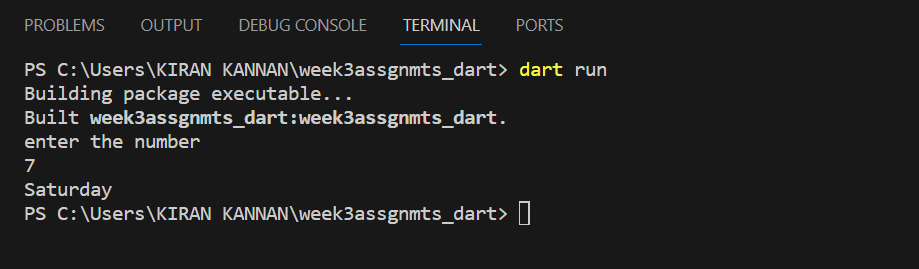 PROBLEMS OUTPUT DEBUG CONSOLE TERMINAL PORTS
PS C:\Users\KIRAN KANNAN\week3assgnmts_dart> dart run
Building package executable...
Built week3assgnmts_dart:week3assgnmts_dart.
enter the number
7
Saturday
PS C:\Users\KIRAN KANNAN\week3assgnmts_dart>